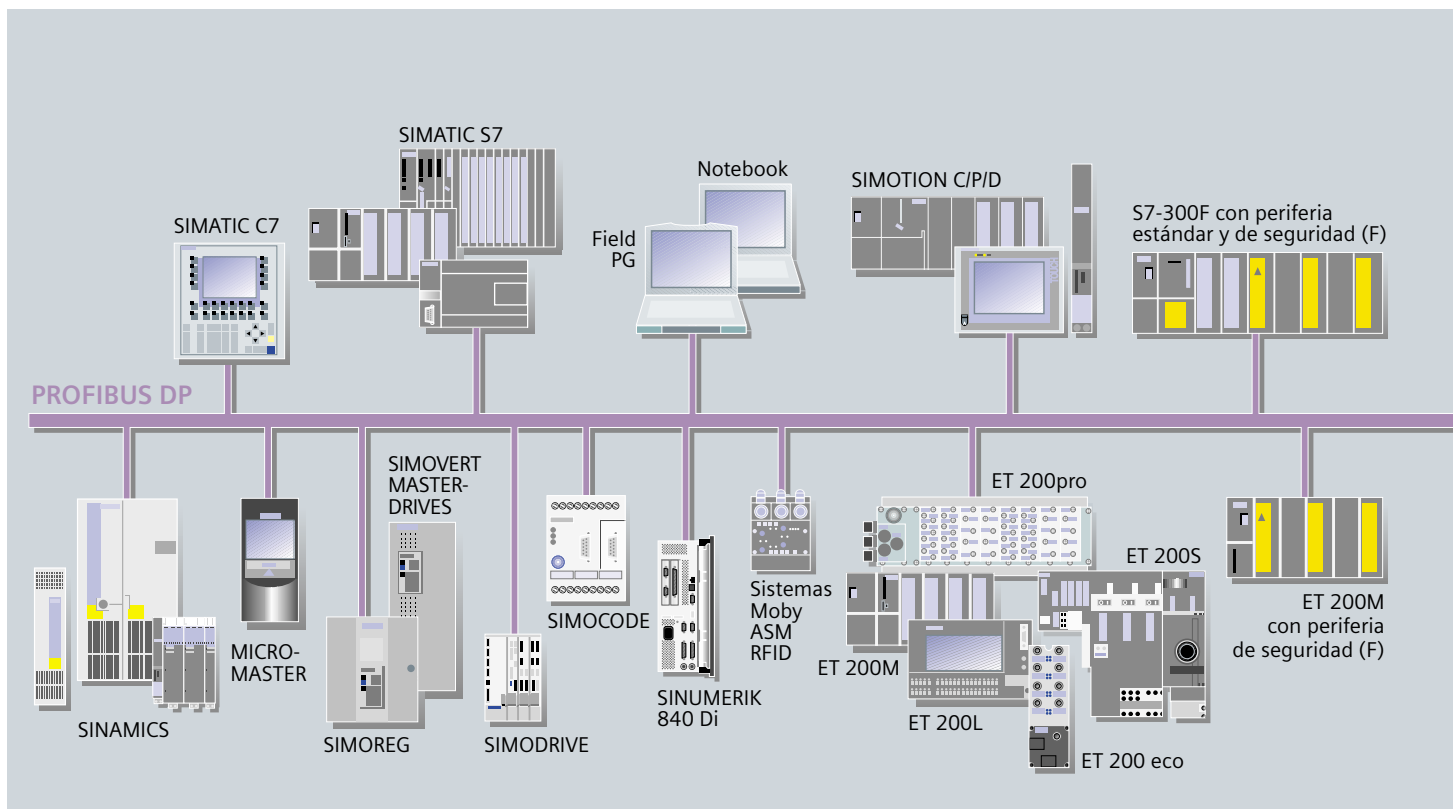 SIMATIC S7
SIMATIC C7
Notebook
Field
PG
SIMOTION C/P/D
S7-300F con periferia
estándar y de seguridad (F)
PROFIBUS DP
SINAMICS
MICRO-
MASTER
SIMOVERT
MASTER-
DRIVES
SIMOREG
SIMODRIVE
SIMOCODE
SINUMERIK
840 Di
Sistemas
Moby
ASM
RFID
ET 200pro
ET 200M
ET 200L
ET 200S
ET 200 eco
ET 200M
con periferia
de seguridad (F)